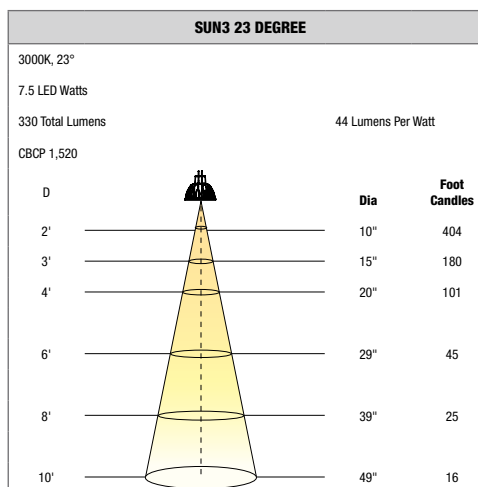 SUN3 23 DEGREE
3000K, 23°
7.5 LED Watts
330 Total Lumens 44 Lumens Per Watt
CBCP 1,520
D Dia Foot Candles
2' 10" 404
3' 15" 180
4' 20" 101
6' 29" 45
8' 39" 25
10' 49" 16